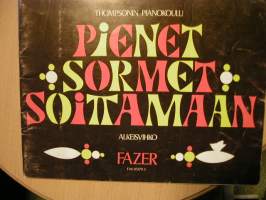 THOMPSONIN PIANOKOULU
PIENET
SORMET
SOITTAMAAN
ALKEISVIHKO
FAZER